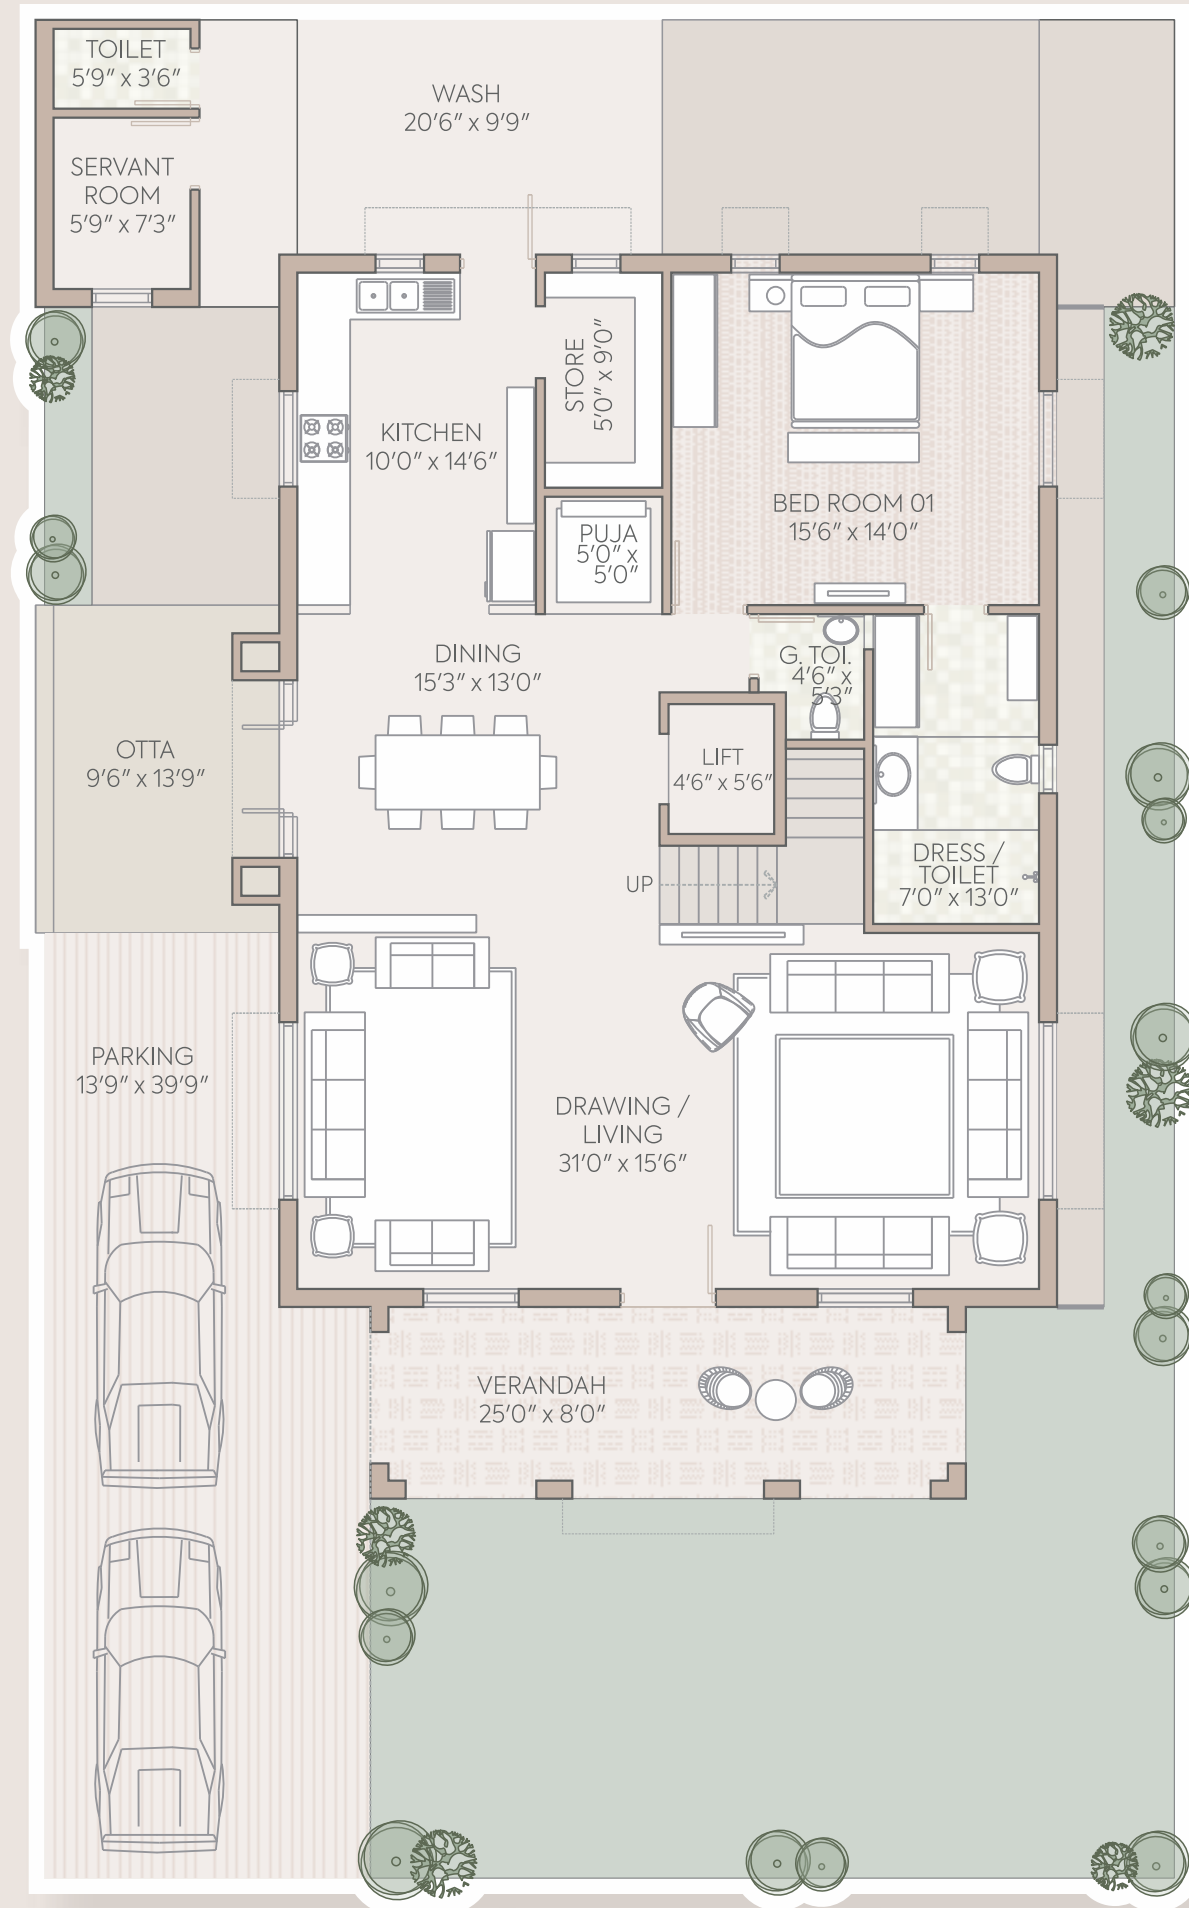 TOILET
5'9" x 3'6"
WASH
20'6" x 9'9"
SERVANT
ROOM
5'9" x 7'3"
STORE
5'0" x 9'0"
KITCHEN
10'0" x 14'6"
BED ROOM 01
15'6" x 14'0"
PUJA
5'0" x
5'0"
DINING
15'3" x 13'0"
G. TOI.
4'6" x
5'3"
OTTA
9'6" x 13'9"
LIFT
4'6" x 5'6"
DRESS /
TOILET
7'0" x 13'0"
UP
PARKING
13'9" x 39'9"
DRAWING /
LIVING
31'0" x 15'6"
VERANDAH
25'0" x 8'0"